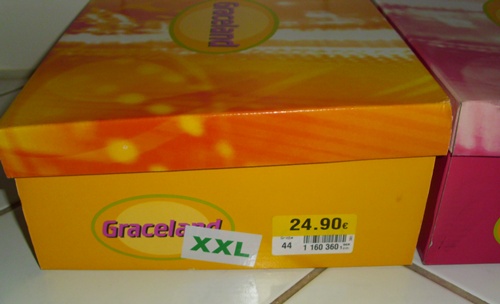 Graceland
Graceland
XXL
24.90€
44 1 160 360